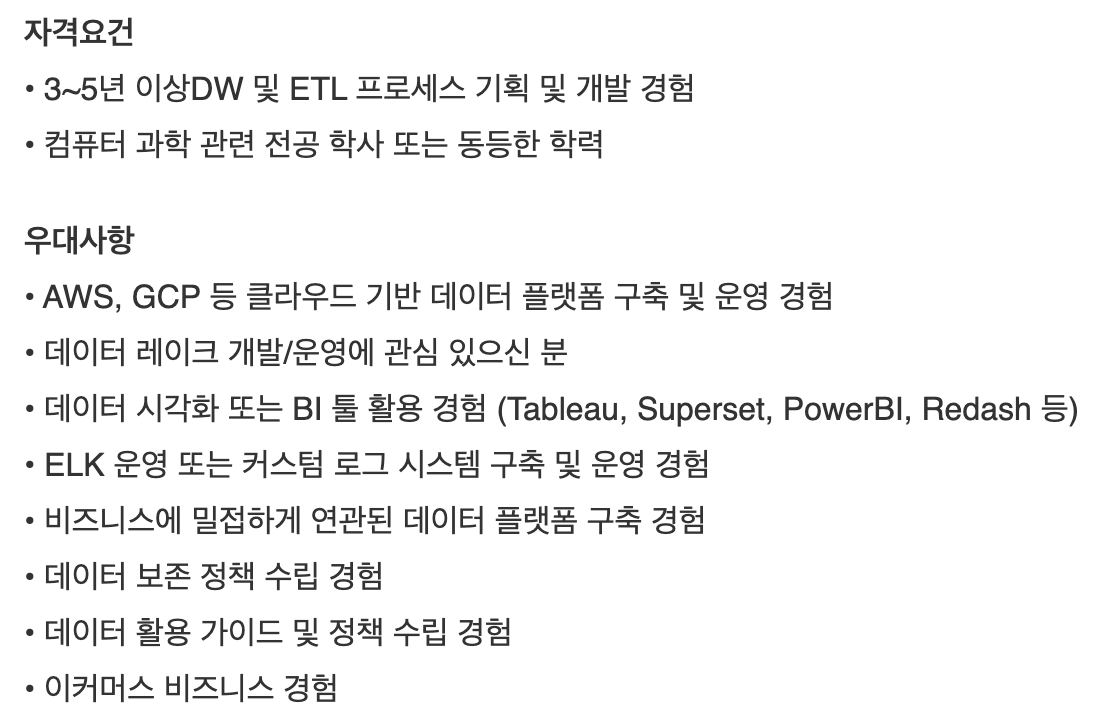 자격요건
• 3~5년 이상DW 및 ETL 프로세스 기획 및 개발 경험
• 컴퓨터 과학 관련 전공 학사 또는 동등한 학력
우대사항
• AWS, GCP 등 클라우드 기반 데이터 플랫폼 구축 및 운영 경험
• 데이터 레이크 개발/운영에 관심 있으신 분
• 데이터 시각화 또는 BI 툴 활용 경험 (Tableau, Superset, PowerBI, Redash 등)
• ELK 운영 또는 커스텀 로그 시스템 구축 및 운영 경험
• 비즈니스에 밀접하게 연관된 데이터 플랫폼 구축 경험
• 데이터 보존 정책 수립 경험
• 데이터 활용 가이드 및 정책 수립 경험
• 이커머스 비즈니스 경험